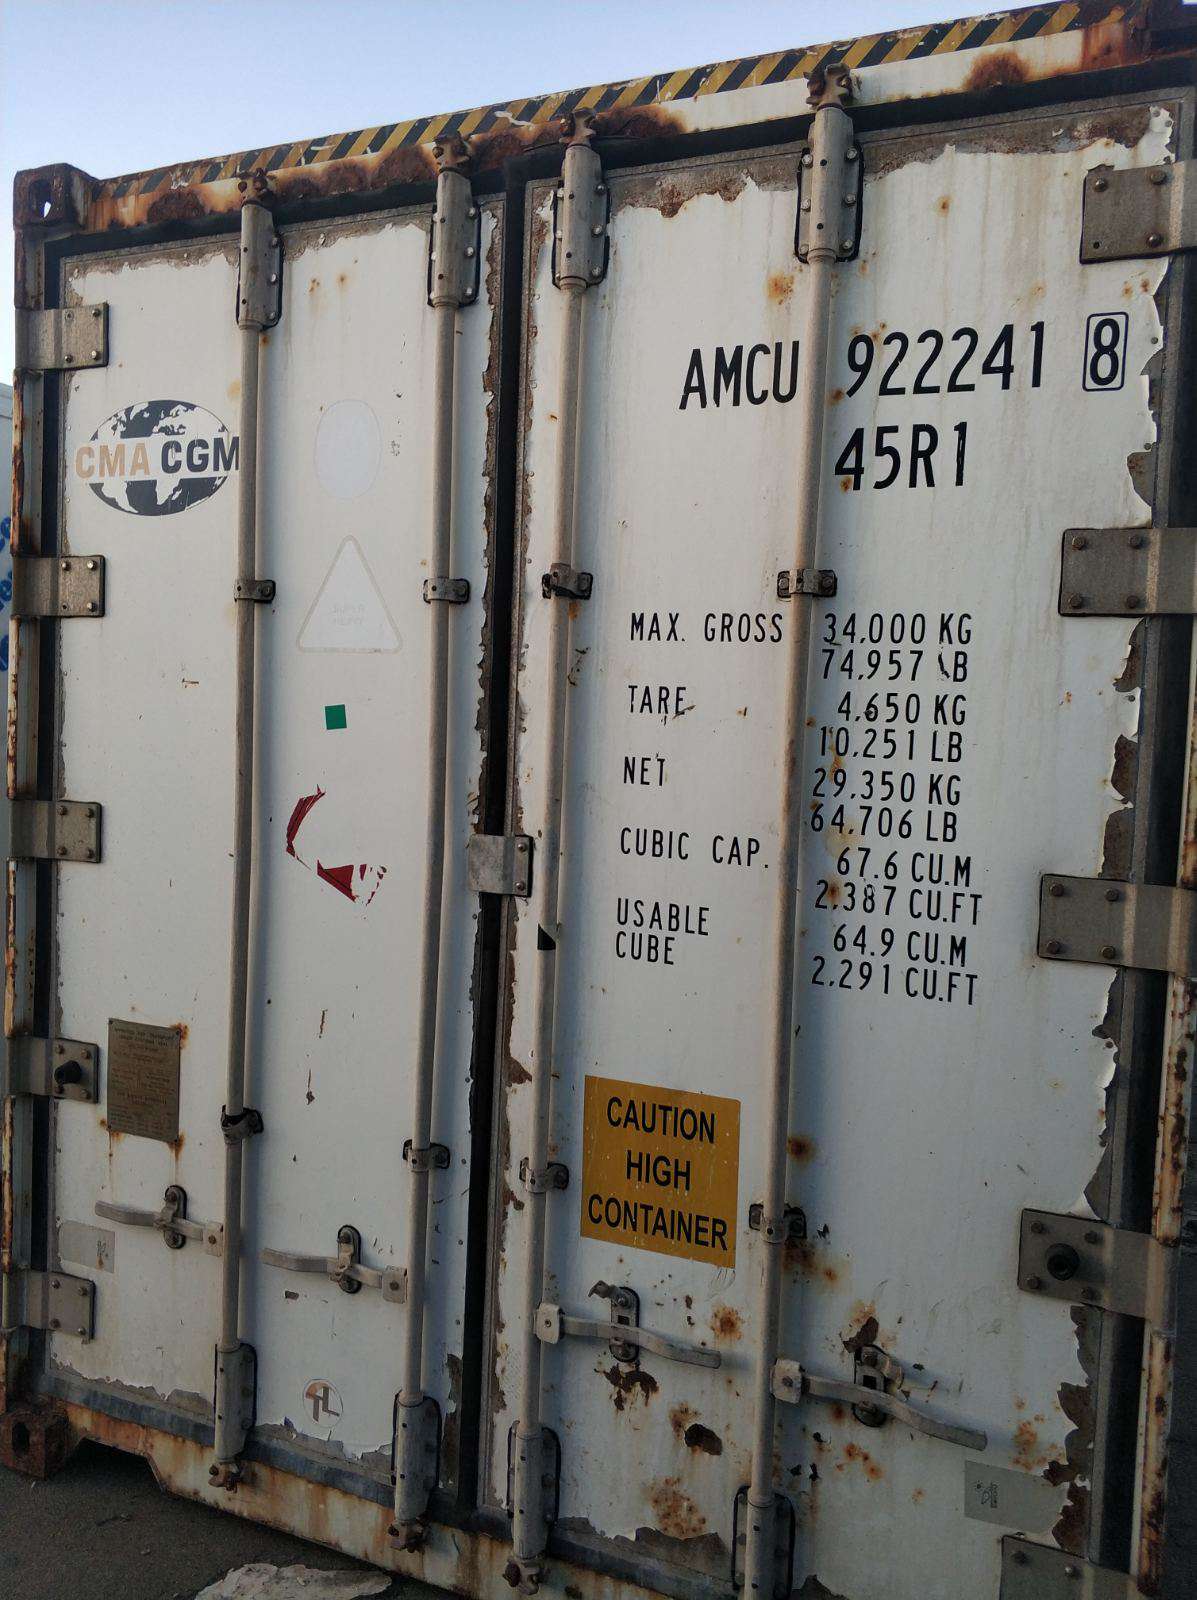 CMA CGM
SUPER
HEAVY
AMCU 922241 8
45R1
MAX. GROSS 34,000 KG
74,957 LB
TARE 4,650 KG
10,251 LB
NET 29,350 KG
64,706 LB
CUBIC CAP. 67.6 CU.M
2,387 CU.FT
USABLE CUBE 64.9 CU.M
2,291 CU.FT
CAUTION
HIGH
CONTAINER